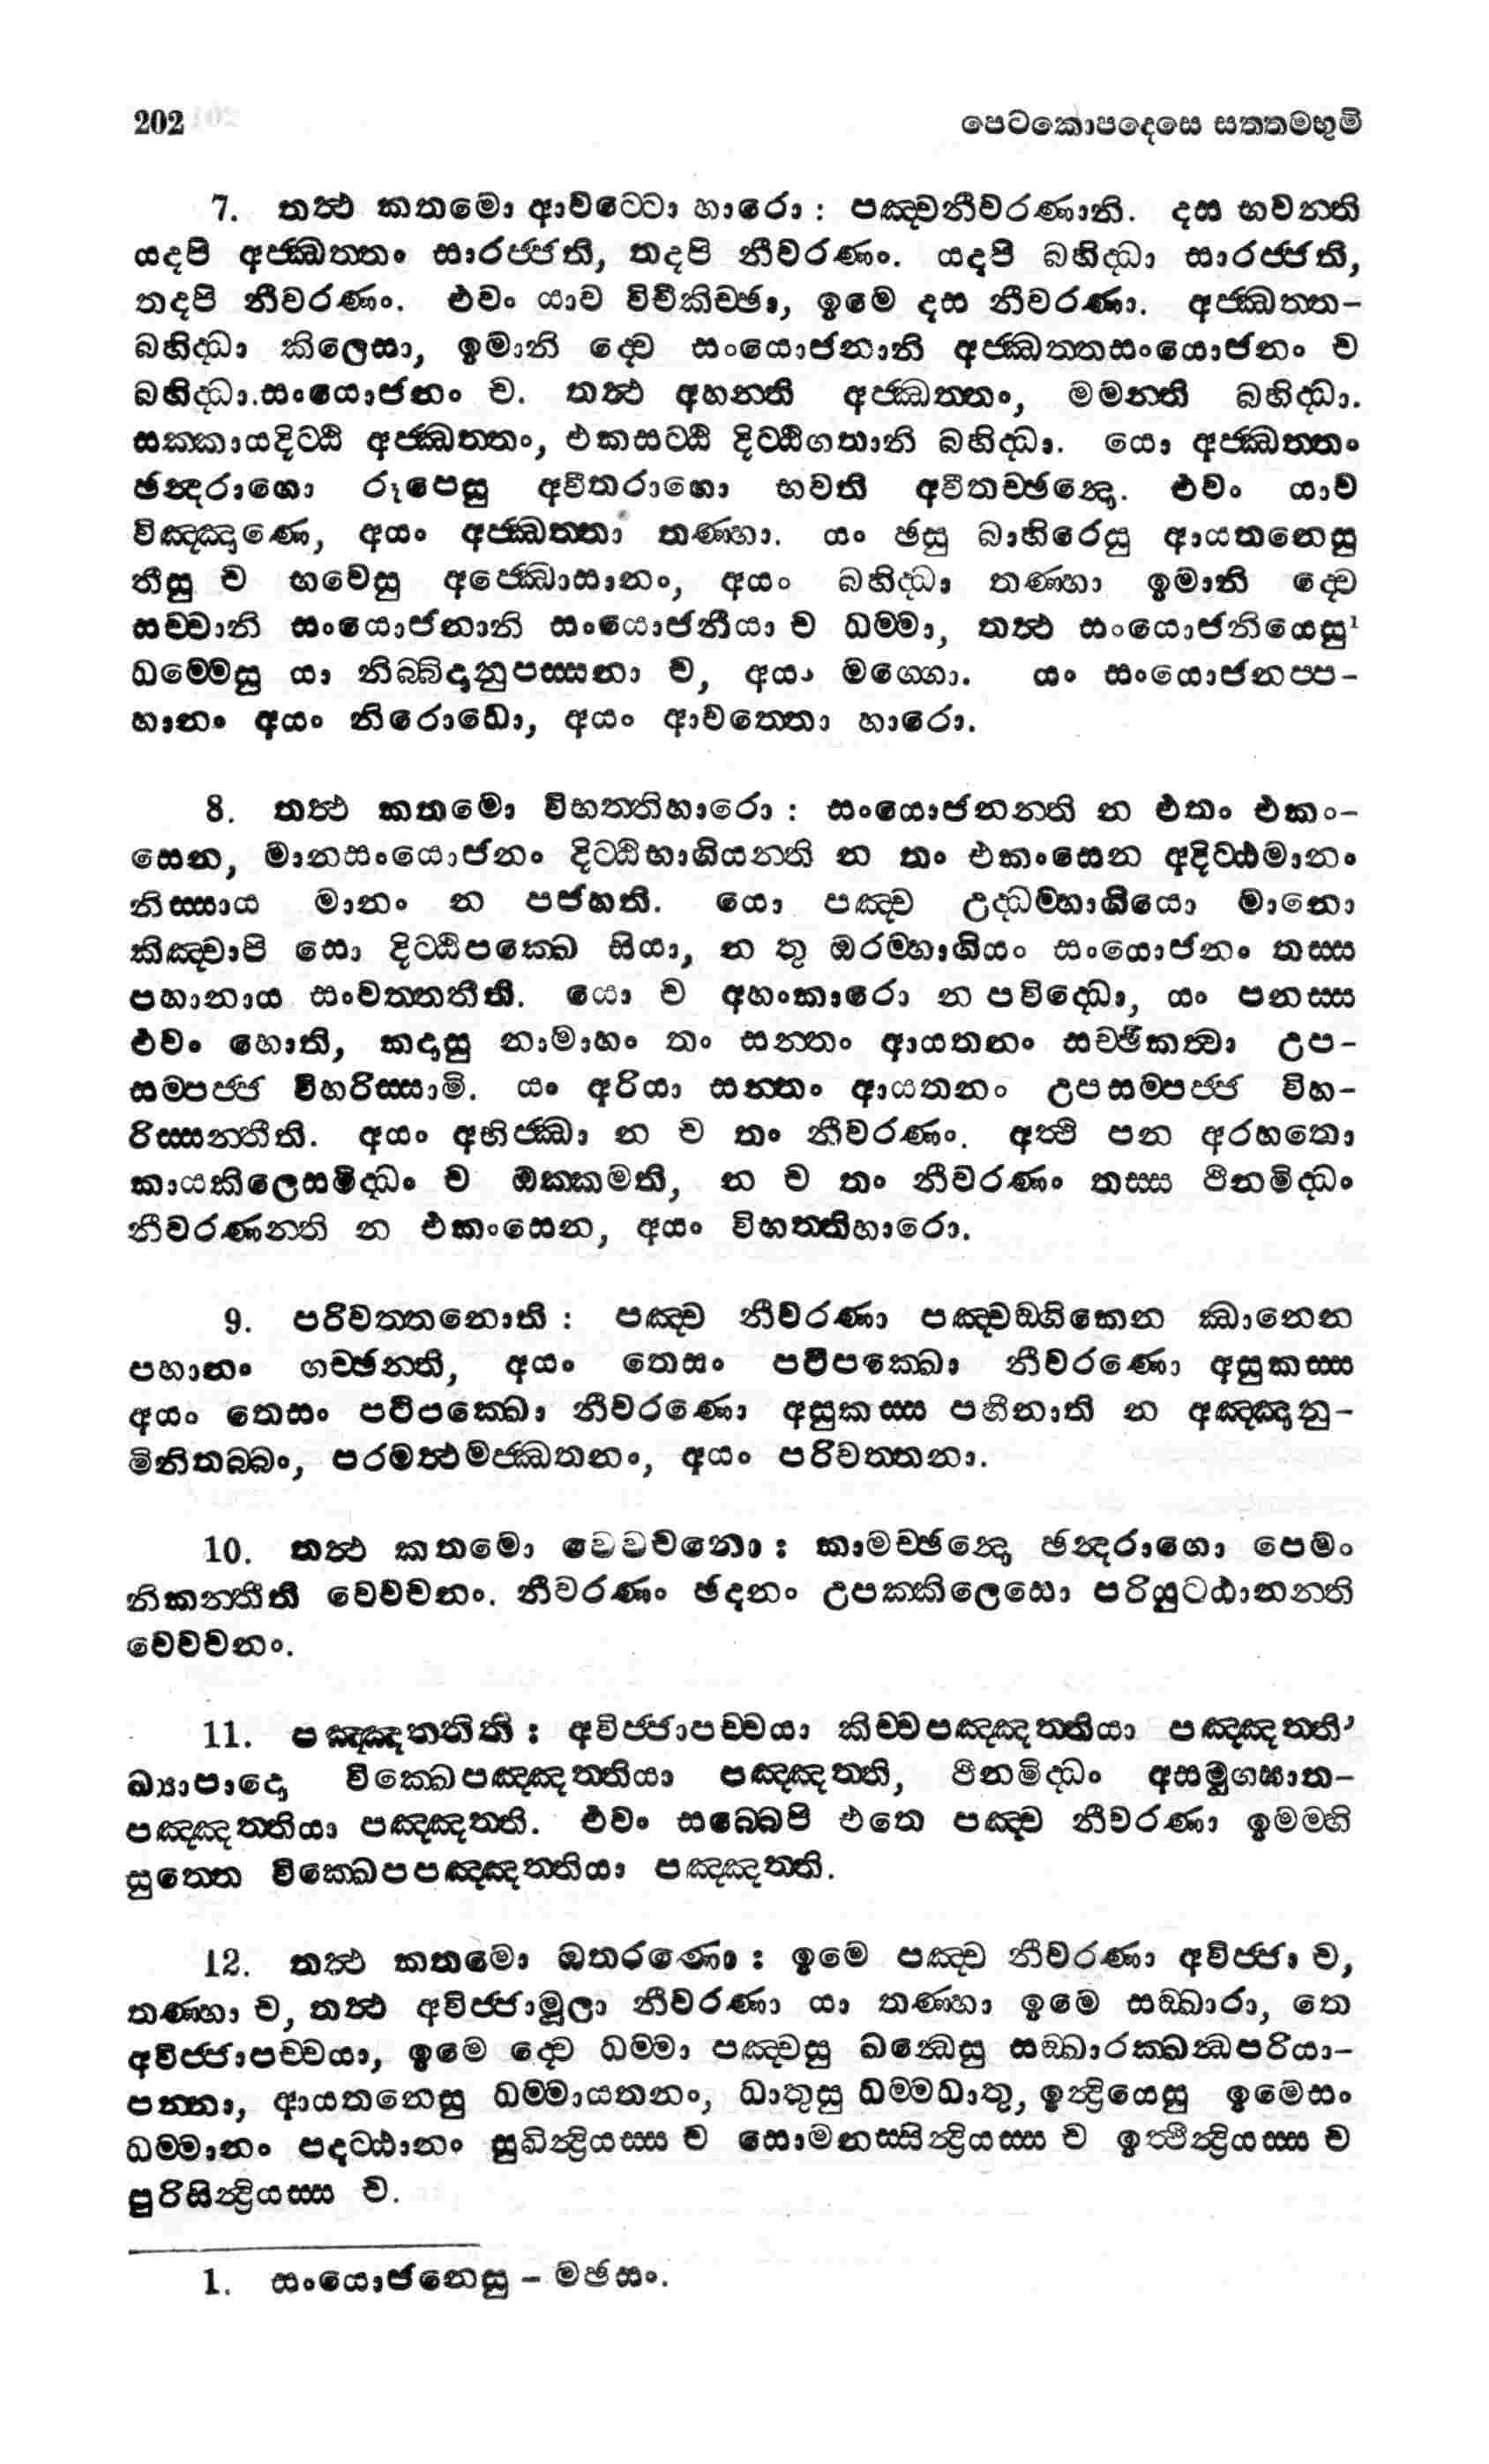 202 පෙටකොපදෙසෙ සත්තමභූමි
7. තත්ථ කතමො ආවට්ටො හාරො : පඤ්චනීවරණානි. දස භවන්ති
යදපි අජ්ඣත්තං සාරජ්ජති, තදපි නීවරණං. යදපි බහිද්ධා සාරජ්ජති,
තදපි නීවරණං. එවං යාව විචිකිච්ඡා, ඉමෙ දස නීවරණා. අජ්ඣත්ත-
බහිද්ධා කිලෙසා, ඉමානි ද්වෙ සංයොජනානි අජ්ඣත්තසංයොජනං ච
බහිද්ධා.සංයොජනං ච. තත්ථ අහන්ති අජ්ඣත්තං, මමන්ති බහිද්ධා.
සක්කායදිට්ඨි අජ්ඣත්තං, එකසට්ඨි දිට්ඨිගතානි බහිද්ධා. යො අජ්ඣත්තං
ඡන්දරාගො රූපෙසු අවීතරාගො භවති අවීතච්ඡන්දො. එවං යාව
විඤ්ඤාණෙ, අයං අජ්ඣත්තා තණ්හා. යං ඡසු බාහිරෙසු ආයතනෙසු
තීසු ච භවෙසු අජ්ඣොසානං, අයං බහිද්ධා තණ්හා ඉමානි ද්වෙ
සච්චානි සංයොජනානි සංයොජනීයා ච ධම්මා, තත්ථ සංයොජනියෙසු¹
ධම්මෙසු යා නිබ්බිදානුපස්සනා ච, අයං මග්ගො. යං සංයොජනප්ප-
හානං අයං නිරොධො, අයං ආවත්තො හාරො.
8. තත්ථ කතමො විභත්තිහාරො : සංයොජනන්ති න එතං එකං-
සෙන, මානසංයොජනං දිට්ඨිභාගියන්ති න තං එකංසෙන අදිට්ඨමානං
නිස්සාය මානං න පජහති. යො පඤ්ච උද්ධම්භාගියො මානො
කිඤ්චාපි සො දිට්ඨිපක්ඛෙ සියා, න තු ඔරම්භාගියං සංයොජනං තස්ස
පහානාය සංවත්තතීති. යො ච අහංකාරො න පවිද්ධො, යං පනස්ස
එවං හොති, කදාසු නාමාහං තං සන්තං ආයතනං සච්ඡිකත්වා උප-
සම්පජ්ජ විහරිස්සාමි. යං අරියා සන්තං ආයතනං උපසම්පජ්ජ විහ-
රිස්සන්තීති. අයං අභිජ්ඣා න ච තං නීවරණං. අත්ථි පන අරහතො
කායකිලෙසමිද්ධං ච ඔක්කමති, න ච තං නීවරණං තස්ස ථිනමිද්ධං
නීවරණන්ති න එකංසෙන, අයං විභත්තිහාරො.
9. පරිවත්තනොති : පඤ්ච නීවරණා පඤ්චඞ්ගිකෙන ඣානෙන
පහානං ගච්ඡන්ති, අයං තෙසං පටිපක්ඛො නීවරණො අසුකස්ස
අයං තෙසං පටිපක්ඛො නීවරණො අසුකස්ස පහීනාති න අඤ්ඤානු-
මිනිතබ්බං, පරමත්ථමජ්ඣතනං, අයං පරිවත්තනා.
10. තත්ථ කතමො වෙවචනො : කාමච්ඡන්දො ඡන්දරාගො පෙමං
නිකන්තීති වෙවචනං. නීවරණං ඡදනං උපක්කිලෙසො පරියුට්ඨානන්ති
වෙවචනං.
11. පඤ්ඤත්තිති : අවිජ්ජාපච්චයා කිච්චපඤ්ඤත්තියා පඤ්ඤත්ති’
ඛ්‍යාපාදො වික්ඛෙපඤ්ඤත්තියා පඤ්ඤත්ති, ථිනමිද්ධං අසමුග්ඝාත-
පඤ්ඤත්තියා පඤ්ඤත්ති. එවං සබ්බෙපි එතෙ පඤ්ච නීවරණා ඉමම්හි
සුත්තෙ වික්ඛෙපපඤ්ඤත්තියා පඤ්ඤත්ති.
12. තත්ථ කතමො ඔතරණො : ඉමෙ පඤ්ච නීවරණා අවිජ්ජා ච,
තණ්හා ච, තත්ථ අවිජ්ජාමූලා නීවරණා යා තණ්හා ඉමෙ සඞ්ඛාරා, තෙ
අවිජ්ජාපච්චයා, ඉමෙ ද්වෙ ධම්මා පඤ්චසු ඛන්ධෙසු සඞ්ඛාරක්ඛන්ධපරියා-
පන්නා, ආයතනෙසු ධම්මායතනං, ධාතුසු ධම්මධාතු, ඉන්ද්‍රියෙසු ඉමෙසං
ධම්මානං පදට්ඨානං සුඛින්ද්‍රියස්ස ච සොමනස්සින්ද්‍රියස්ස ච ඉත්ථින්ද්‍රියස්ස ච
පුරිසින්ද්‍රියස්ස ච.
1. සංයොජනෙසු – මඡසං.